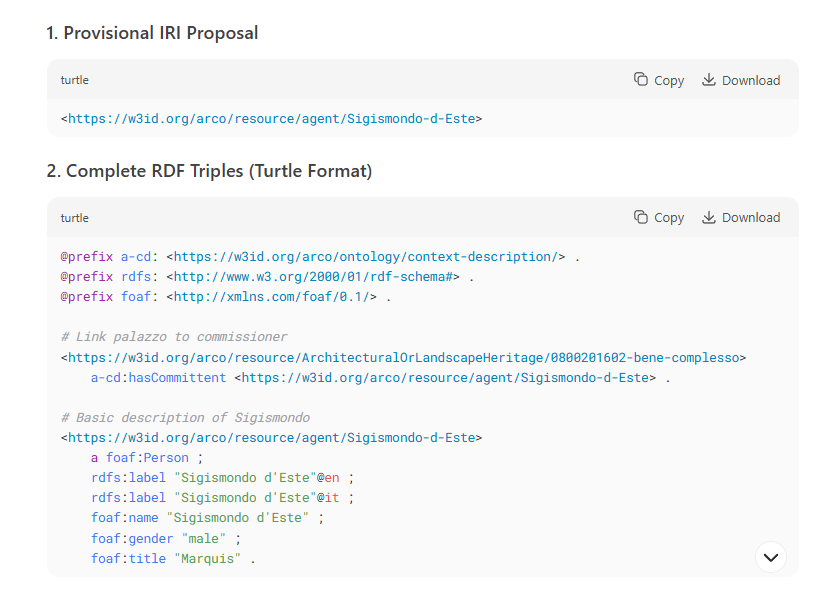 1. Provisional IRI Proposal
turtle
Copy
Download
<https://w3id.org/arco/resource/agent/Sigismondo-d-Este>
2. Complete RDF Triples (Turtle Format)
turtle
Copy
Download
@prefix a-cd: <https://w3id.org/arco/ontology/context-description/> .
@prefix rdfs: <http://www.w3.org/2000/01/rdf-schema#> .
@prefix foaf: <http://xmlns.com/foaf/0.1/> .
# Link palazzo to commissioner
<https://w3id.org/arco/resource/ArchitecturalOrLandscapeHeritage/0800201602-bene-complesso>
a-cd:hasCommittent <https://w3id.org/arco/resource/agent/Sigismondo-d-Este> .
# Basic description of Sigismondo
<https://w3id.org/arco/resource/agent/Sigismondo-d-Este>
a foaf:Person ;
rdfs:label "Sigismondo d'Este"@en ;
rdfs:label "Sigismondo d'Este"@it ;
foaf:name "Sigismondo d'Este" ;
foaf:gender "male" ;
foaf:title "Marquis" .